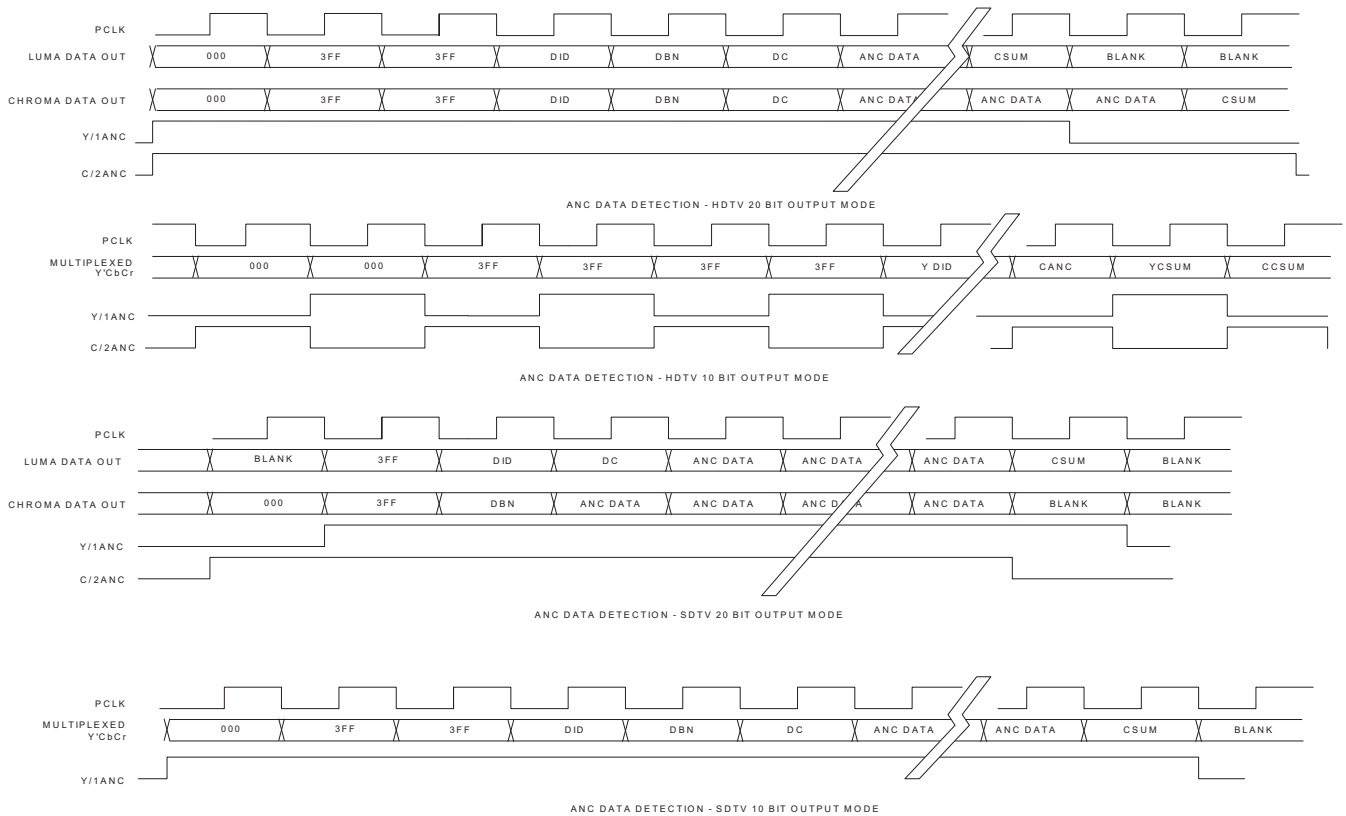 PCLK
LUMA DATA OUT 000 3FF 3FF DID DBN DC ANC DATA CSUM BLANK BLANK
CHROMA DATA OUT 000 3FF 3FF DID DBN DC ANC DATA ANC DATA ANC DATA CSUM
Y/1ANC
C/2ANC
ANC DATA DETECTION - HDTV 20 BIT OUTPUT MODE
PCLK
MULTIPLEXED
Y'CbCr 000 000 3FF 3FF 3FF 3FF Y DID CANC YCSUM CCSUM
Y/1ANC
C/2ANC
ANC DATA DETECTION - HDTV 10 BIT OUTPUT MODE
PCLK
LUMA DATA OUT BLANK 3FF DID DC ANC DATA ANC DATA ANC DATA CSUM BLANK
CHROMA DATA OUT 000 3FF DBN ANC DATA ANC DATA ANC DATA ANC DATA BLANK BLANK
Y/1ANC
C/2ANC
ANC DATA DETECTION - SDTV 20 BIT OUTPUT MODE
PCLK
MULTIPLEXED
Y'CbCr 000 3FF 3FF DID DBN DC ANC DATA ANC DATA CSUM BLANK
Y/1ANC
ANC DATA DETECTION - SDTV 10 BIT OUTPUT MODE